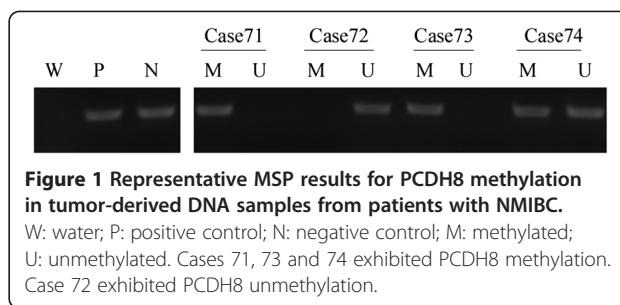 Case71 Case72 Case73 Case74
W P N M U M U M U M U
Figure 1 Representative MSP results for PCDH8 methylation
in tumor-derived DNA samples from patients with NMIBC.
W: water; P: positive control; N: negative control; M: methylated;
U: unmethylated. Cases 71, 73 and 74 exhibited PCDH8 methylation.
Case 72 exhibited PCDH8 unmethylation.